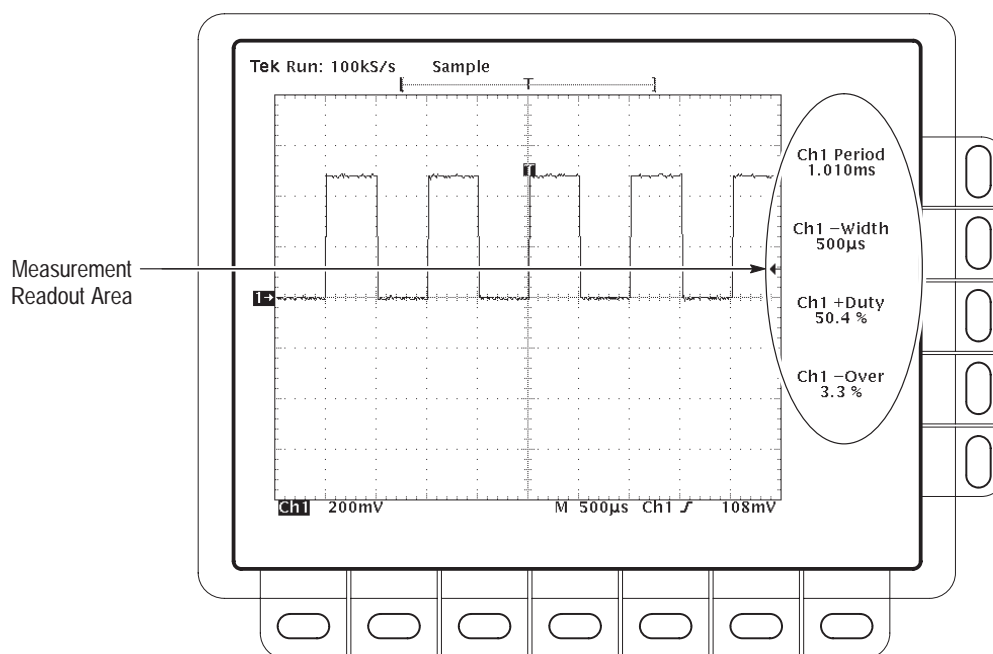 Tek Run: 100kS/s Sample
T
T
Ch1 Period
1.010ms
Ch1 −Width
500µs
Measurement
Readout Area
1→
Ch1 +Duty
50.4 %
Ch1 −Over
3.3 %
Ch1 200mV M 500µs Ch1 ƒ 108mV